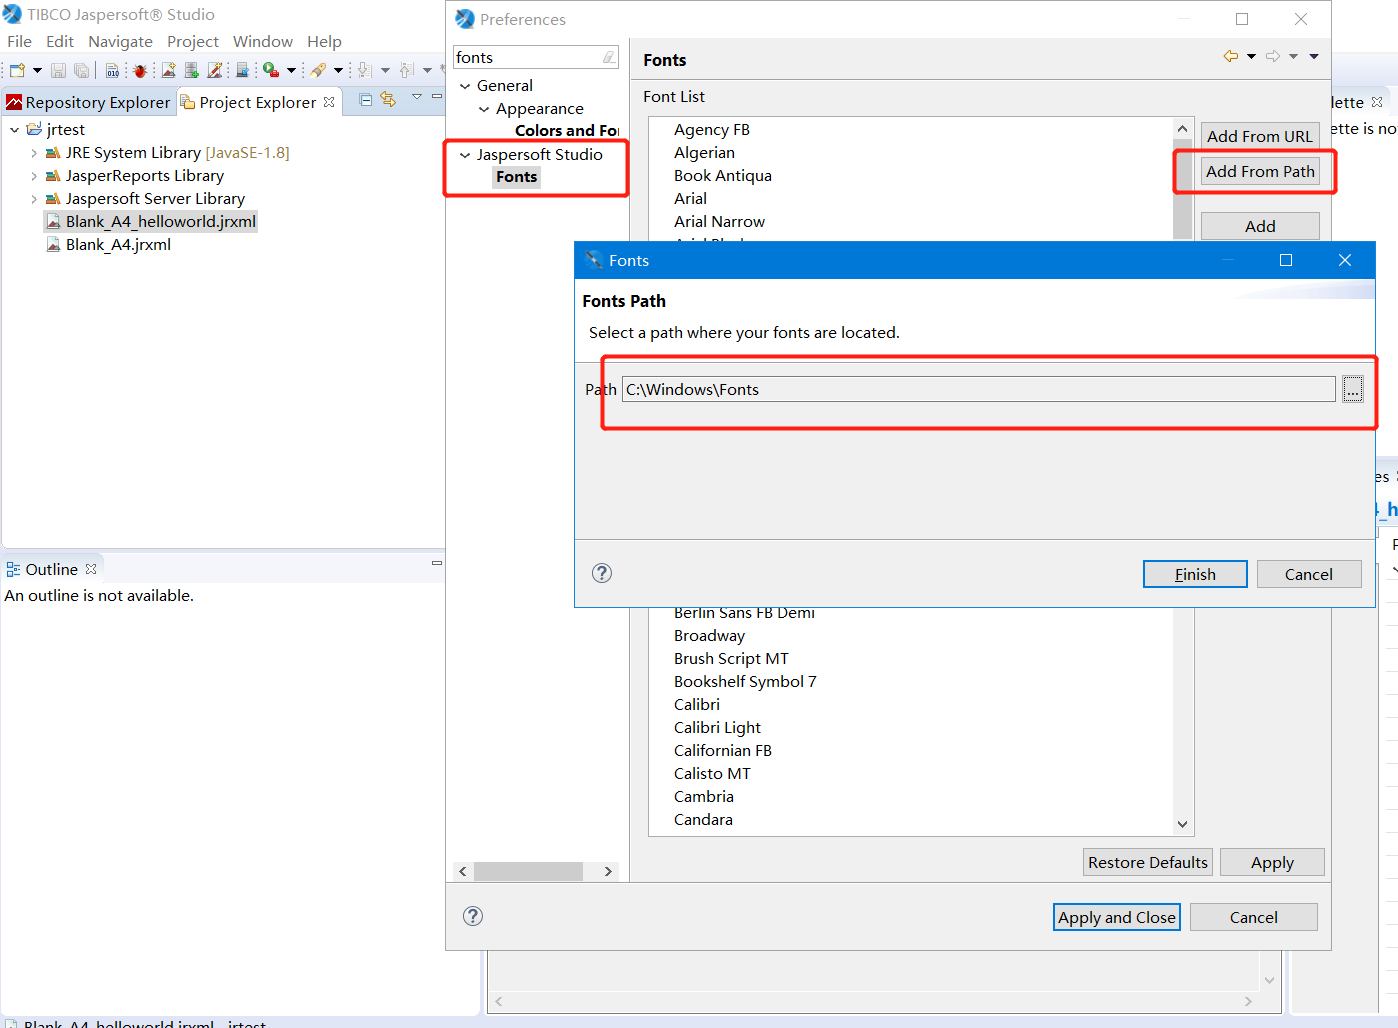 TIBCO Jaspersoft® Studio
File Edit Navigate Project Window Help
Repository Explorer
Project Explorer
jrtest
JRE System Library [JavaSE-1.8]
JasperReports Library
Jaspersoft Server Library
Blank_A4_helloworld.jrxml
Blank_A4.jrxml
Outline
An outline is not available.
Preferences
fonts
General
Appearance
Colors and For
Jaspersoft Studio
Fonts
Fonts
Font List
Agency FB
Algerian
Book Antiqua
Arial
Arial Narrow
Add From URL
Add From Path
Add
Fonts
Fonts Path
Select a path where your fonts are located.
Path C:\Windows\Fonts ...
Finish Cancel
Berlin Sans FB Demi
Broadway
Brush Script MT
Bookshelf Symbol 7
Calibri
Calibri Light
Californian FB
Calisto MT
Cambria
Candara
Restore Defaults Apply
Apply and Close Cancel
lette
ette is no
es
4_h
Blank_A4_helloworld.jrxml - jrtest